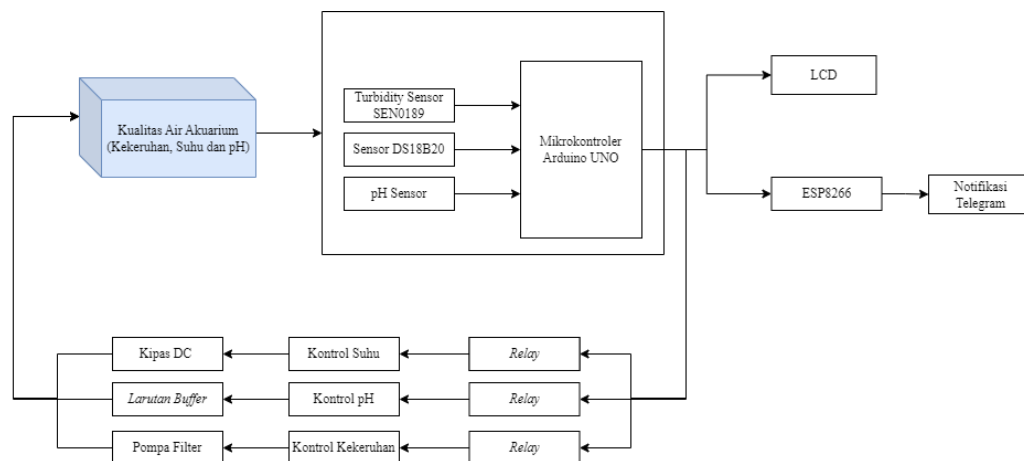 Kualitas Air Akuarium
(Kekeruhan, Suhu dan pH)
Turbidity Sensor
SEN0189
Sensor DS18B20
pH Sensor
Mikrokontroler
Arduino UNO
LCD
ESP8266
Notifikasi
Telegram
Kipas DC
Kontrol Suhu
Relay
Larutan Buffer
Kontrol pH
Relay
Pompa Filter
Kontrol Kekeruhan
Relay